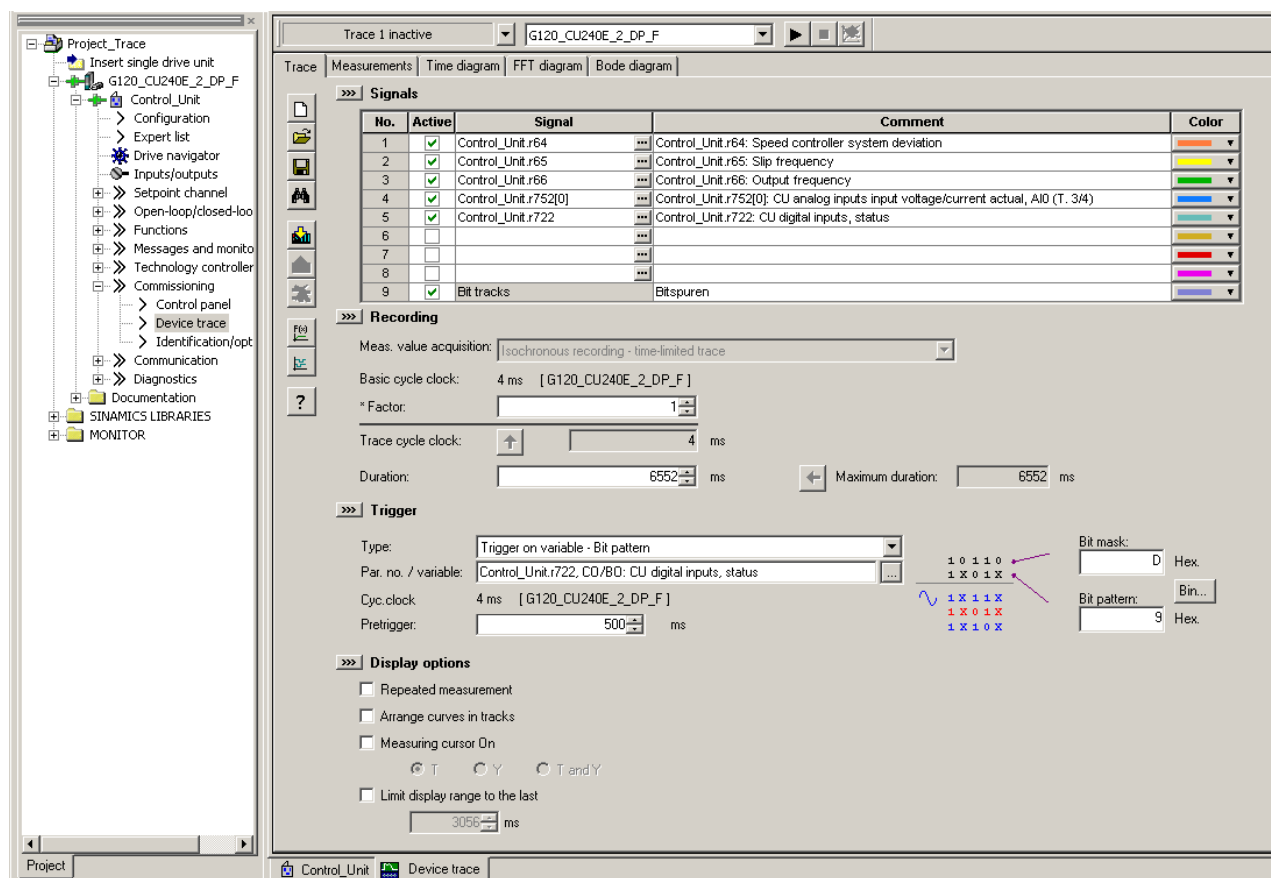 Project_Trace
Insert single drive unit
G120_CU240E_2_DP_F
Control_Unit
Configuration
Expert list
Drive navigator
Inputs/outputs
Setpoint channel
Open-loop/closed-loo
Functions
Messages and monito
Technology controller
Commissioning
Control panel
Device trace
Identification/opt
Communication
Diagnostics
Documentation
SINAMICS LIBRARIES
MONITOR
Project
Trace 1 inactive G120_CU240E_2_DP_F
Trace Measurements Time diagram FFT diagram Bode diagram
Signals
No. Active Signal Comment Color
1 Control_Unit.r64 Control_Unit.r64: Speed controller system deviation
2 Control_Unit.r65 Control_Unit.r65: Slip frequency
3 Control_Unit.r66 Control_Unit.r66: Output frequency
4 Control_Unit.r752[0] Control_Unit.r752[0]: CU analog inputs input voltage/current actual, AI0 (T. 3/4)
5 Control_Unit.r722 Control_Unit.r722: CU digital inputs, status
6
7
8
9 Bit tracks Bitspuren
Recording
Meas. value acquisition: Isochronous recording - time-limited trace
Basic cycle clock: 4 ms [G120_CU240E_2_DP_F]
* Factor: 1
Trace cycle clock: 4 ms
Duration: 6552 ms Maximum duration: 6552 ms
Trigger
Type: Trigger on variable - Bit pattern
Par. no. / variable: Control_Unit.r722, CO/BO: CU digital inputs, status ...
Cyc.clock 4 ms [G120_CU240E_2_DP_F]
Pretrigger: 500 ms
1 0 1 1 0
1 X 0 1 X
1 X 1 1 X
1 X 0 1 X
1 X 1 0 X
Bit mask:
D Hex.
Bin...
Bit pattern:
9 Hex.
Display options
Repeated measurement
Arrange curves in tracks
Measuring cursor On
T Y T and Y
Limit display range to the last
3056 ms
Control_Unit Device trace